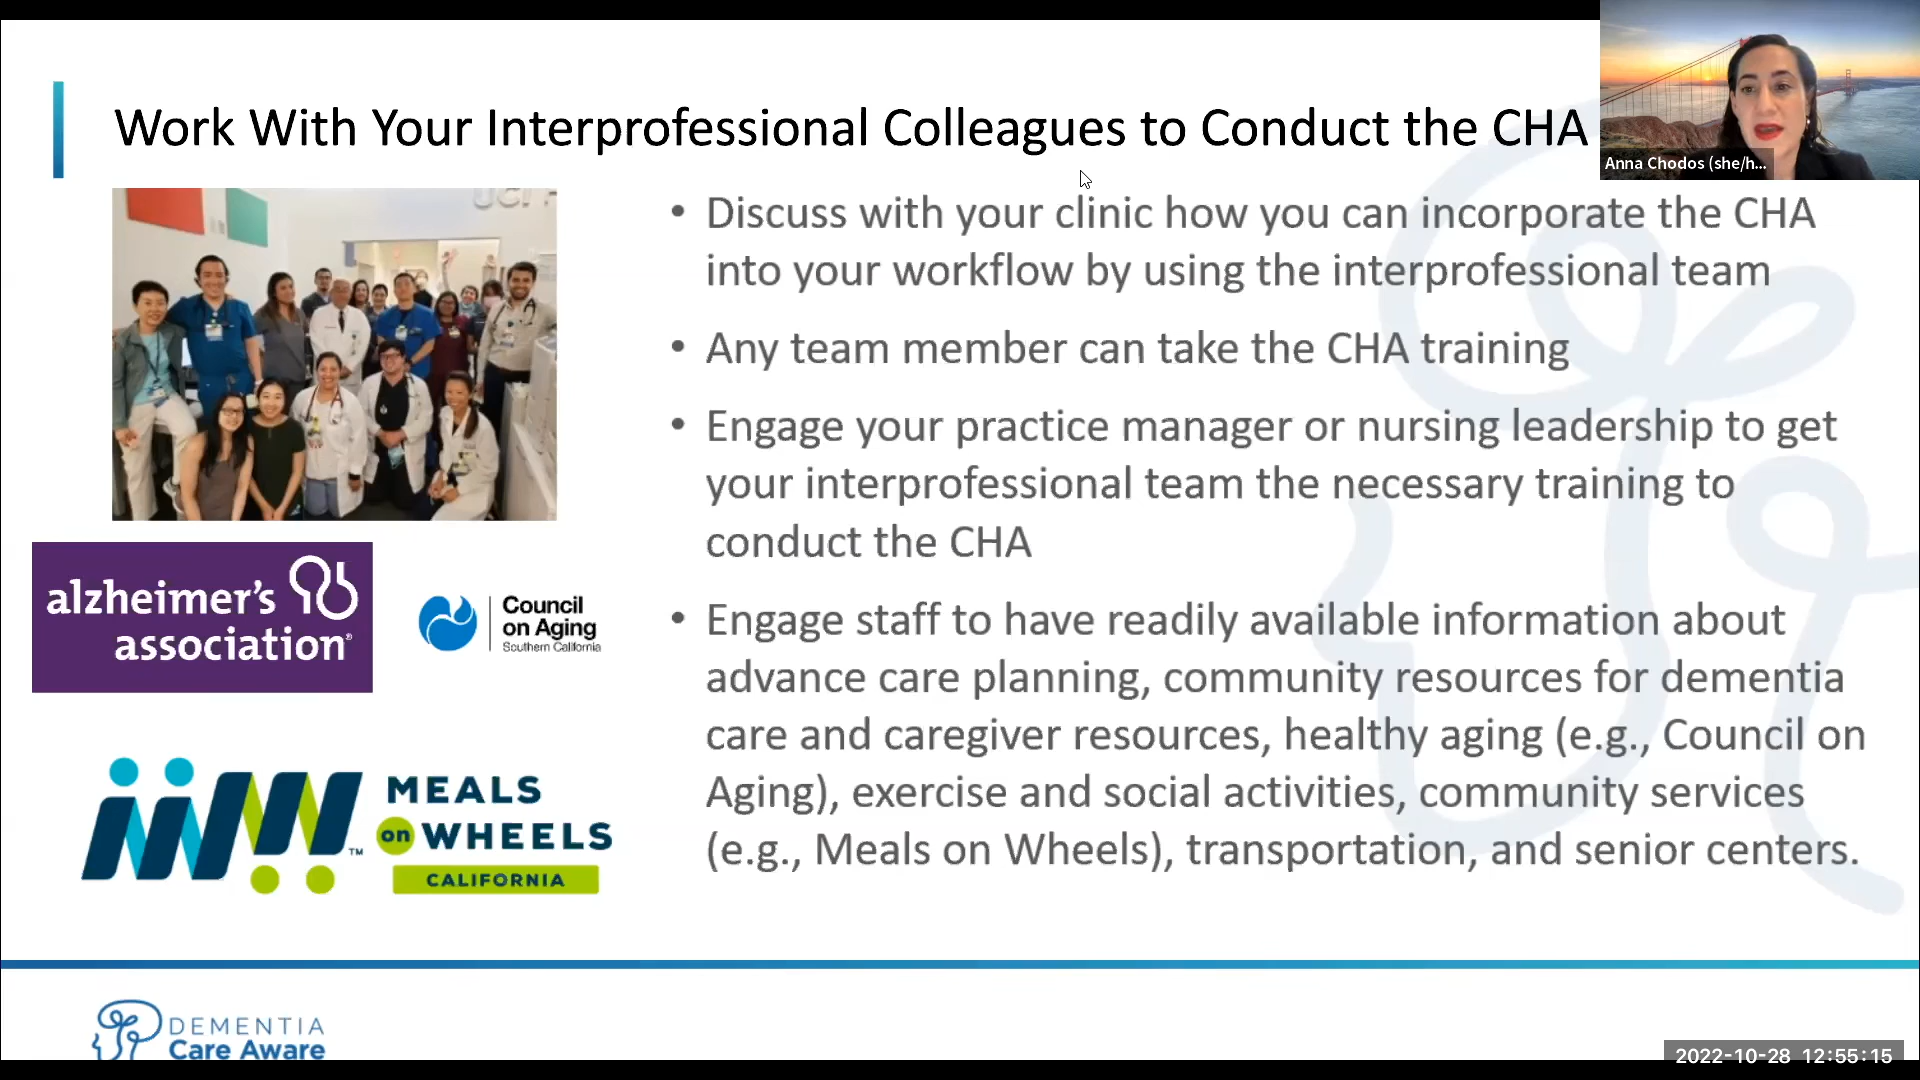 Work With Your Interprofessional Colleagues to Conduct the CHA
Anna Chodos (she/h...
• Discuss with your clinic how you can incorporate the CHA
into your workflow by using the interprofessional team
• Any team member can take the CHA training
• Engage your practice manager or nursing leadership to get
your interprofessional team the necessary training to
conduct the CHA
• Engage staff to have readily available information about
advance care planning, community resources for dementia
care and caregiver resources, healthy aging (e.g., Council on
Aging), exercise and social activities, community services
(e.g., Meals on Wheels), transportation, and senior centers.
alzheimer's
association®
Council
on Aging
Southern California
MEALS
on WHEELS
CALIFORNIA
™
DEMENTIA
Care Aware
2022-10-28 12:55:15